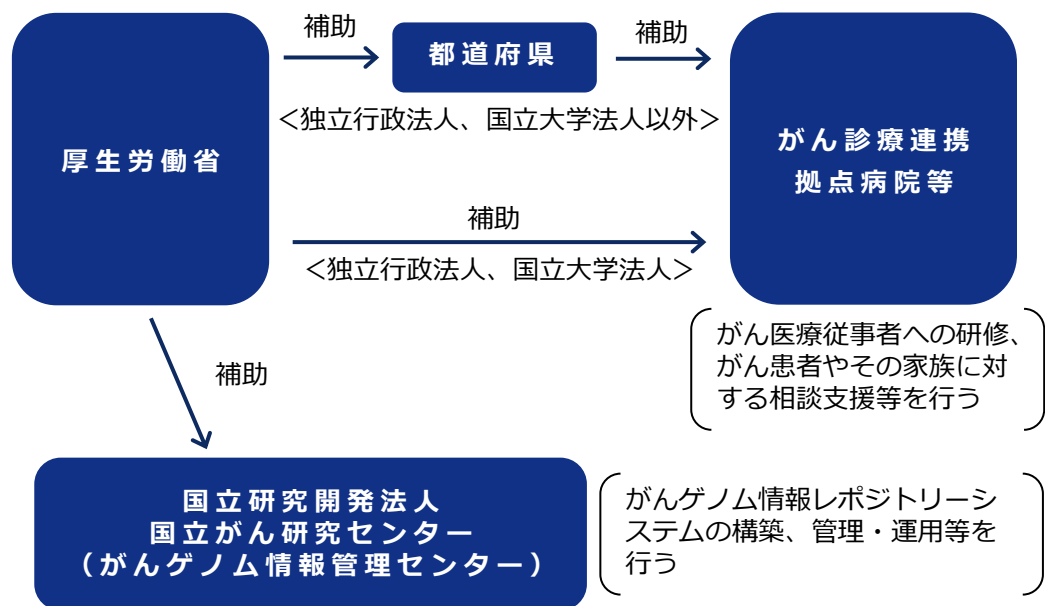 補助
補助
都道府県
＜独立行政法人、国立大学法人以外＞
厚生労働省
がん診療連携
拠点病院等
補助
＜独立行政法人、国立大学法人＞
がん医療従事者への研修、
がん患者やその家族に対
する相談支援等を行う
補助
国立研究開発法人
国立がん研究センター
（がんゲノム情報管理センター）
がんゲノム情報レポジトリーシ
ステムの構築、管理・運用等を
行う